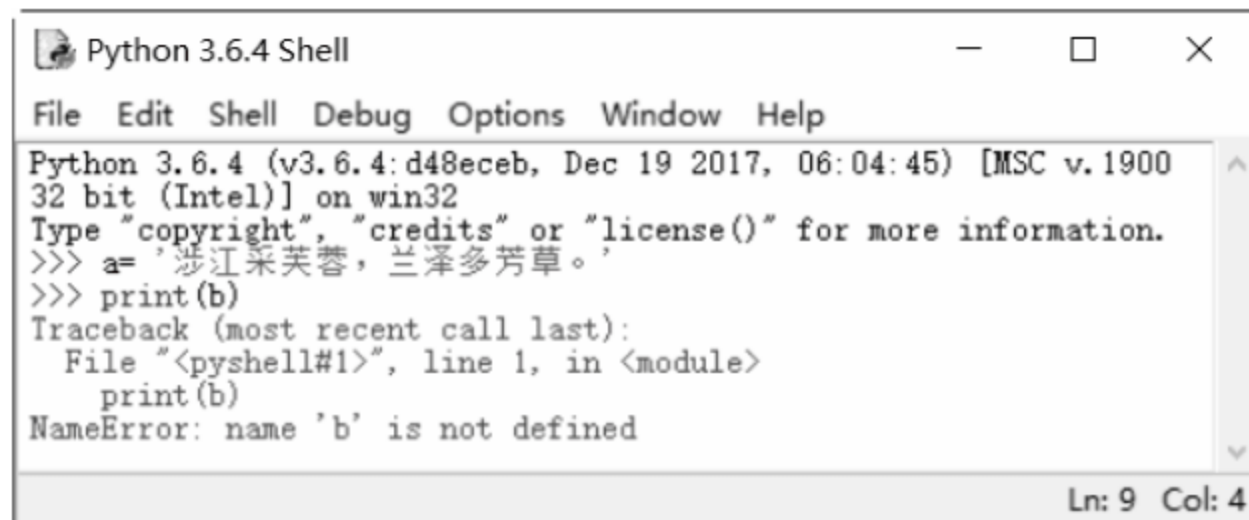 Python 3.6.4 Shell
File Edit Shell Debug Options Window Help
Python 3.6.4 (v3.6.4:d48eceb, Dec 19 2017, 06:04:45) [MSC v.1900
32 bit (Intel)] on win32
Type "copyright", "credits" or "license()" for more information.
>>> a= '涉江采芙蓉，兰泽多芳草。'
>>> print(b)
Traceback (most recent call last):
  File "<pyshell#1>", line 1, in <module>
    print(b)
NameError: name 'b' is not defined
Ln: 9 Col: 4